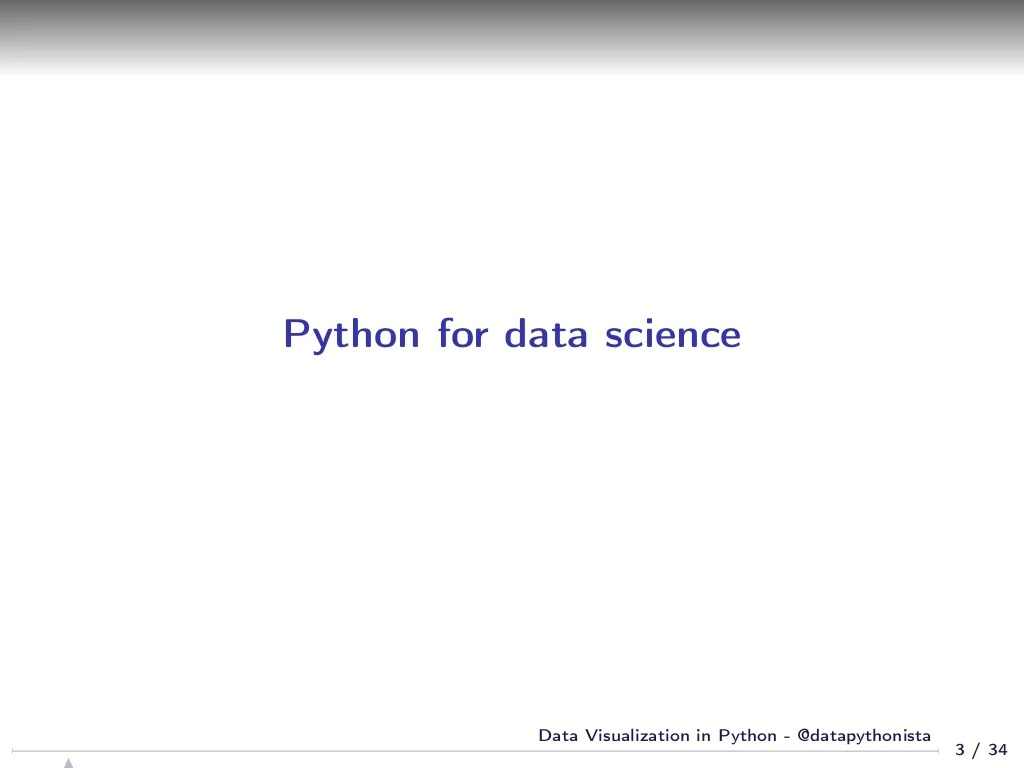 Python for data science
Data Visualization in Python - @datapythonista
3 / 34